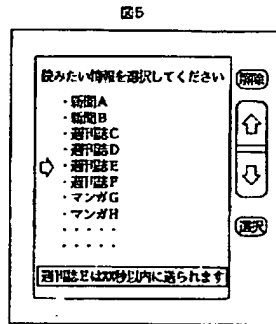 図5
読みたい情報を選択してください
解除
・新聞A
・新聞B
・週刊誌C
・週刊誌D
・週刊誌E
・週刊誌F
・マンガG
・マンガH
・・・・・
・・・・・
選択
週刊誌Eは200秒以内に送られます